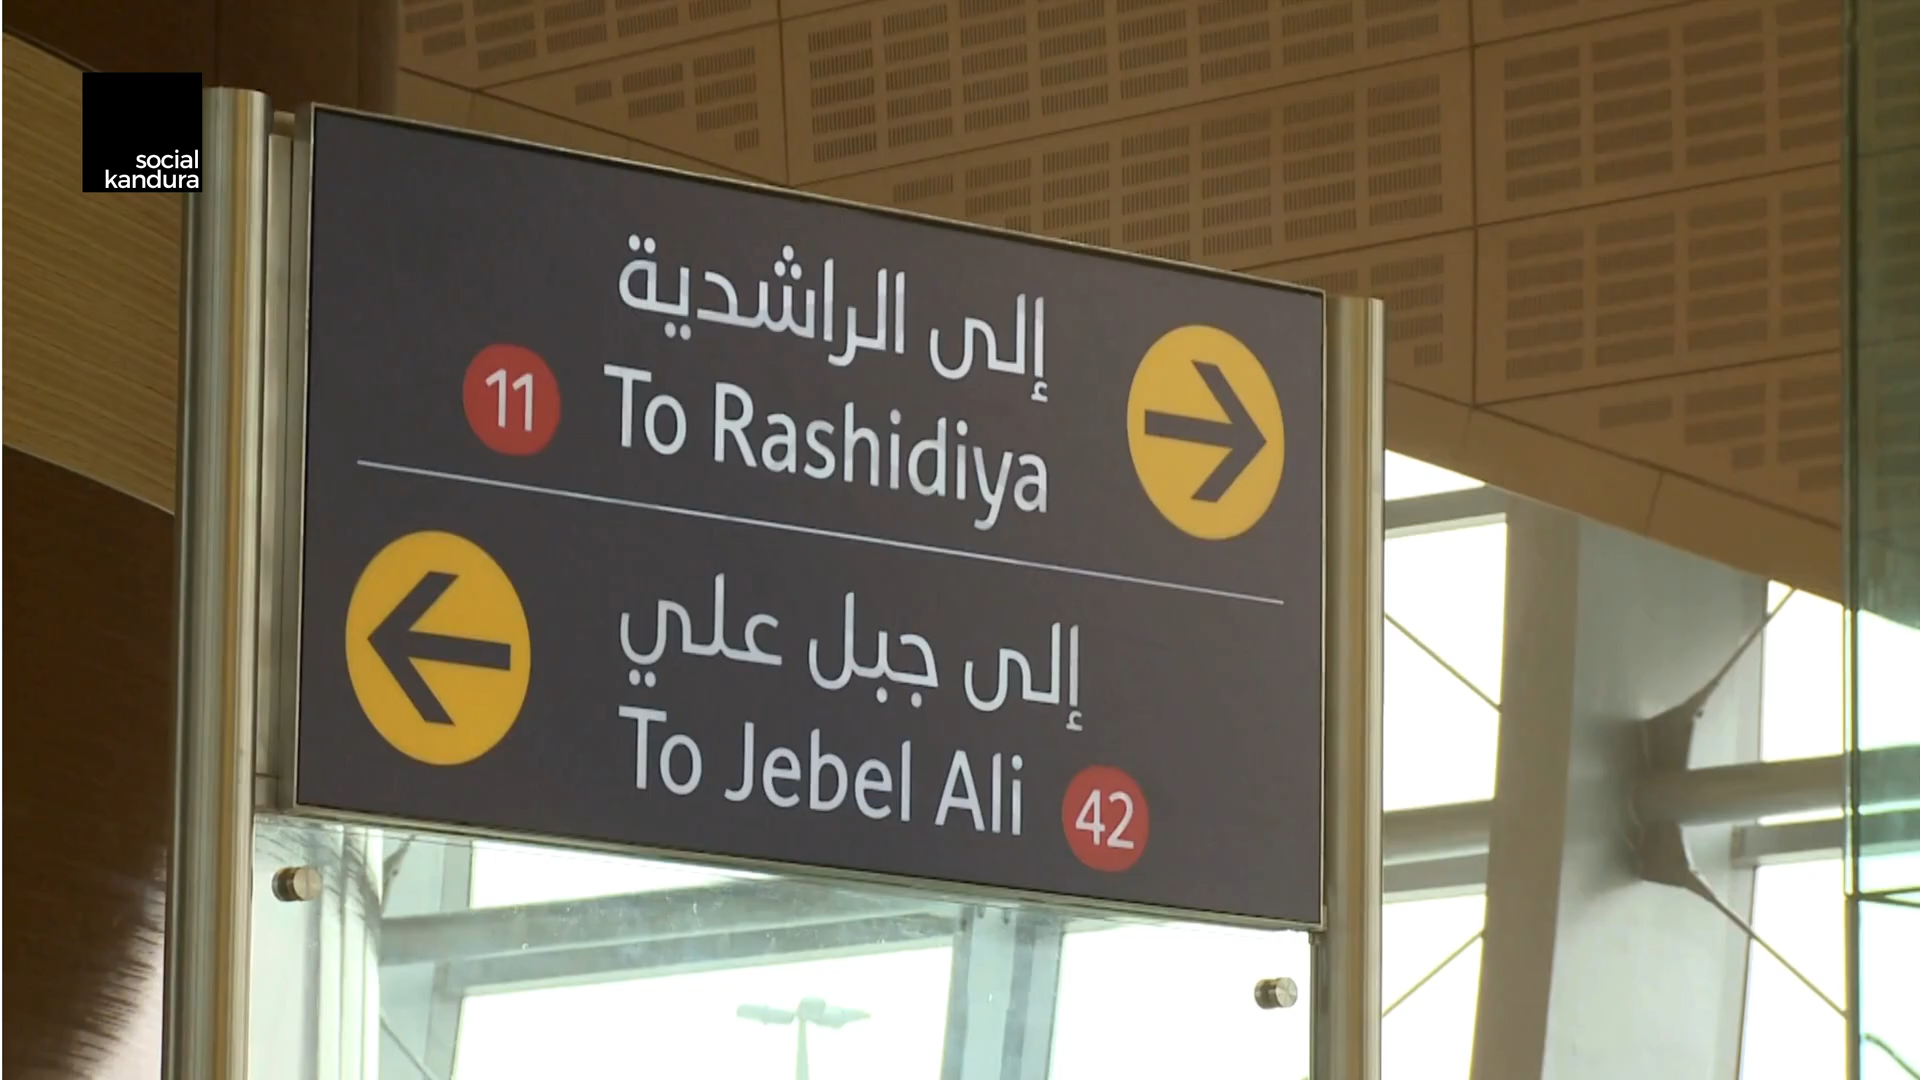 social
kandura
إلى الراشدية
11 To Rashidiya
إلى جبل علي
To Jebel Ali 42